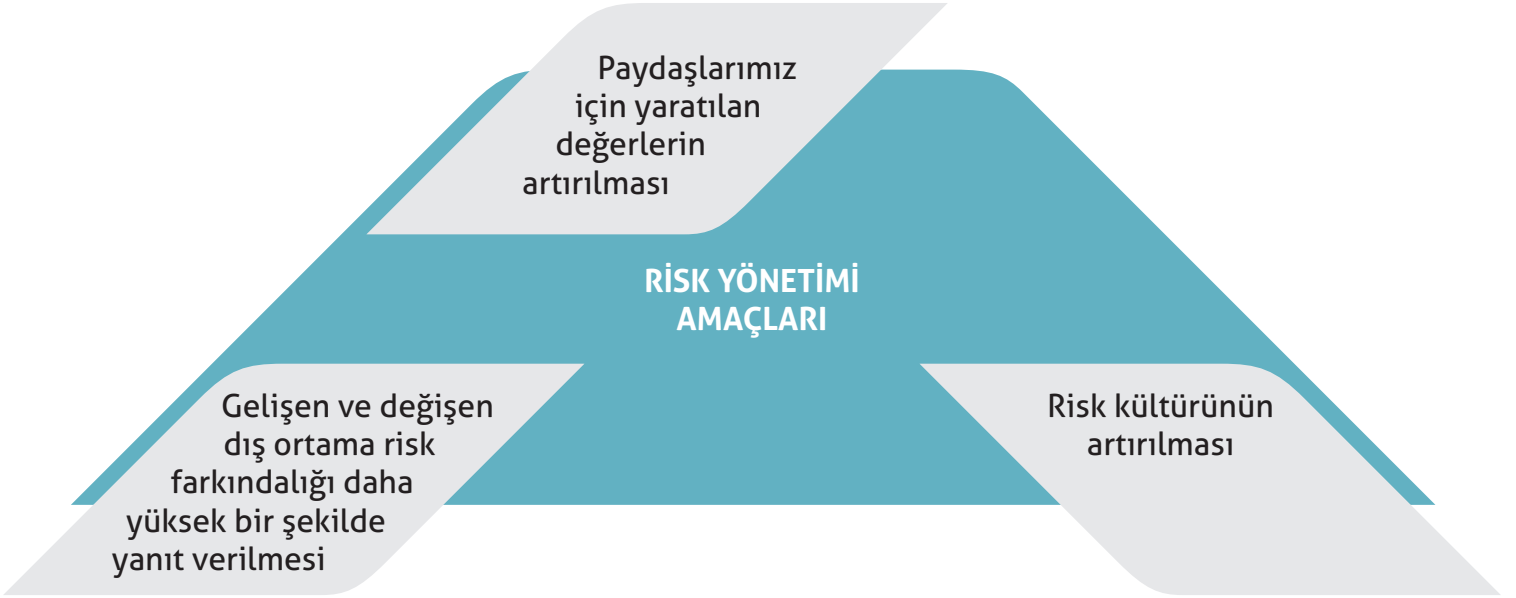 Paydaşlarımız
için yaratılan
değerlerin
artırılması
RİSK YÖNETİMİ
AMAÇLARI
Gelişen ve değişen
dış ortama risk
farkındalığı daha
yüksek bir şekilde
yanıt verilmesi
Risk kültürünün
artırılması